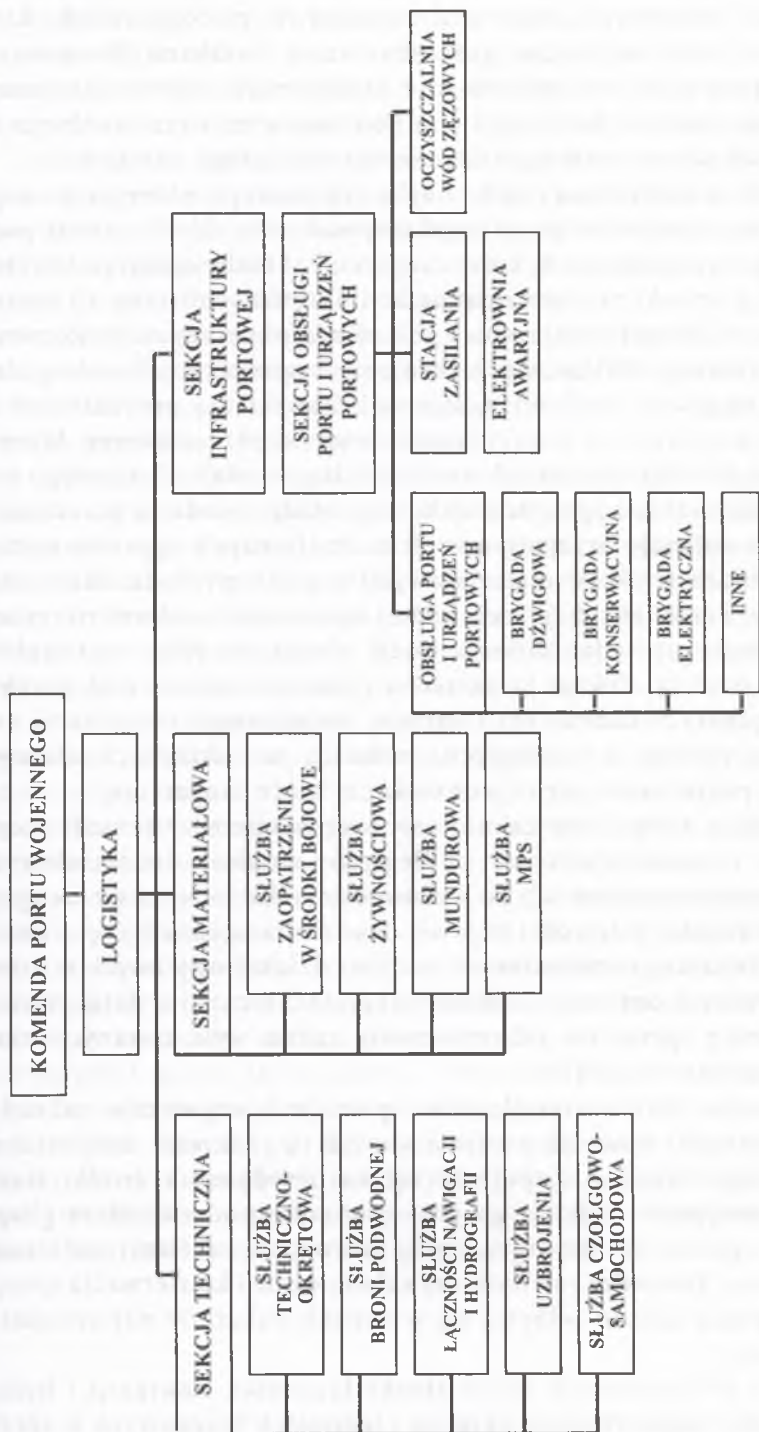 KOMENDA PORTU WOJENNEGO
LOGISTYKA
SEKCJA TECHNICZNA
SŁUŻBA
TECHNICZNO-
OKRĘTOWA
SŁUŻBA
BRONI PODWODNEJ
SŁUŻBA
ŁĄCZNOŚCI NAWIGACJI
I HYDROGRAFII
SŁUŻBA
UZBROJENIA
SŁUŻBA CZOŁGOWO-
SAMOCHODOWA
SEKCJA MATERIAŁOWA
SŁUŻBA
ZAOPATRZENIA
W ŚRODKI BOJOWE
SŁUŻBA
ŻYWNOŚCIOWA
SŁUŻBA
MUNDUROWA
SŁUŻBA
MPS
SEKCJA
INFRASTRUKTURY
PORTOWEJ
SEKCJA OBSŁUGI
PORTU I URZĄDZEŃ
PORTOWYCH
OBSŁUGA PORTU
I URZĄDZEŃ
PORTOWYCH
BRYGADA
DŹWIGOWA
BRYGADA
KONSERWACYJNA
BRYGADA
ELEKTRYCZNA
INNE
STACJA
ZASILANIA
ELEKTROWNIA
AWARYJNA
OCZYSZCZALNIA
WÓD ZĘZOWYCH